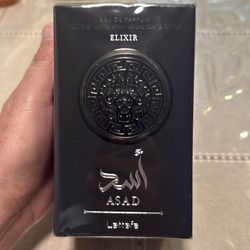 EAU DE PARFUM
ELIXIR
أسد
ASAD
Lattafa